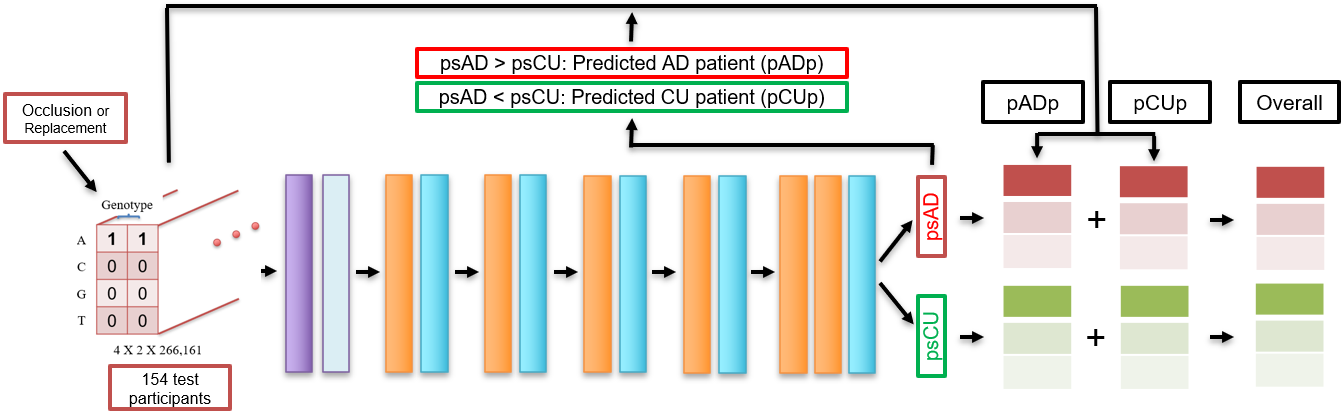 psAD > psCU: Predicted AD patient (pADp)
psAD < psCU: Predicted CU patient (pCUp)
pADp
pCUp
Overall
Occlusion or
Replacement
Genotype
A 1 1
C 0 0
G 0 0
T 0 0
4 X 2 X 266,161
154 test
participants
psAD
psCU
+
+